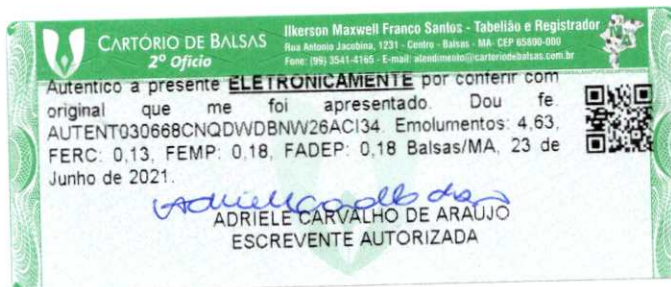 CARTÓRIO DE BALSAS
2º Ofício
Ilkerson Maxwell Franco Santos - Tabelião e Registrador
Rua Antonio Jacobina, 1231 - Centro - Balsas - MA- CEP 65800-000
Fone: (99) 3541-4165 - E-mail: atendimento@cartoriodebalsas.com.br
Autentico a presente ELETRONICAMENTE por conferir com
original que me foi apresentado. Dou fe.
AUTENT030668CNQDWDBNW26ACI34. Emolumentos: 4,63,
FERC: 0,13, FEMP: 0,18, FADEP: 0,18 Balsas/MA, 23 de
Junho de 2021.
ADRIELE CARVALHO DE ARAUJO
ESCREVENTE AUTORIZADA